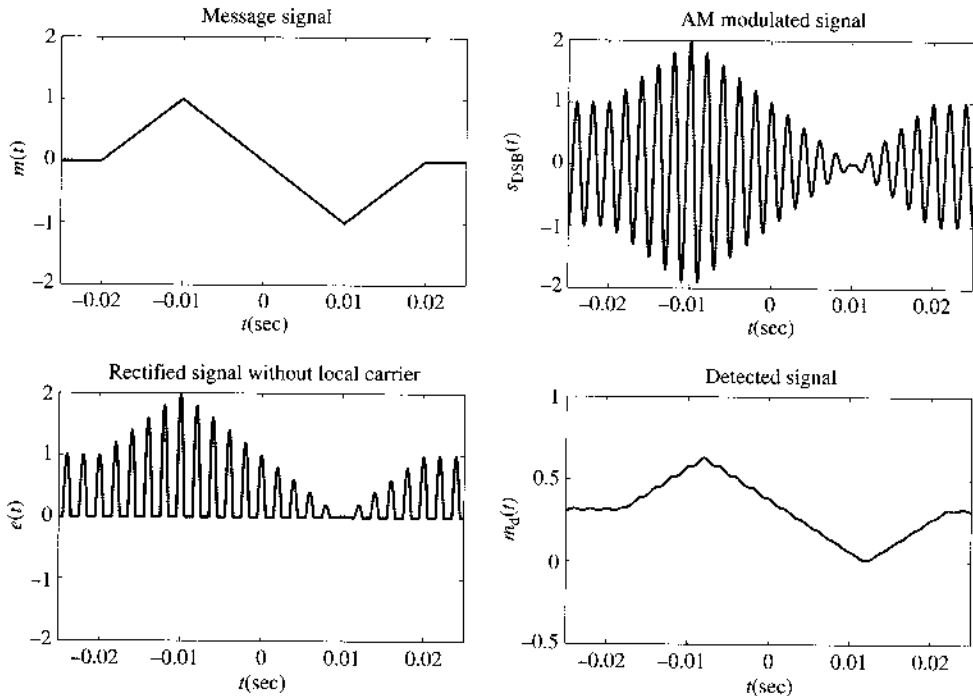 Message signal
2
1
0
−1
−2
m(t)
−0.02 −0.01 0 0.01 0.02
t(sec)
AM modulated signal
2
1
0
−1
−2
sDSB(t)
−0.02 −0.01 0 0.01 0.02
t(sec)
Rectified signal without local carrier
2
1
0
−1
−2
e(t)
−0.02 −0.01 0 0.01 0.02
t(sec)
Detected signal
1
0.5
0
−0.5
md(t)
−0.02 −0.01 0 0.01 0.02
t(sec)